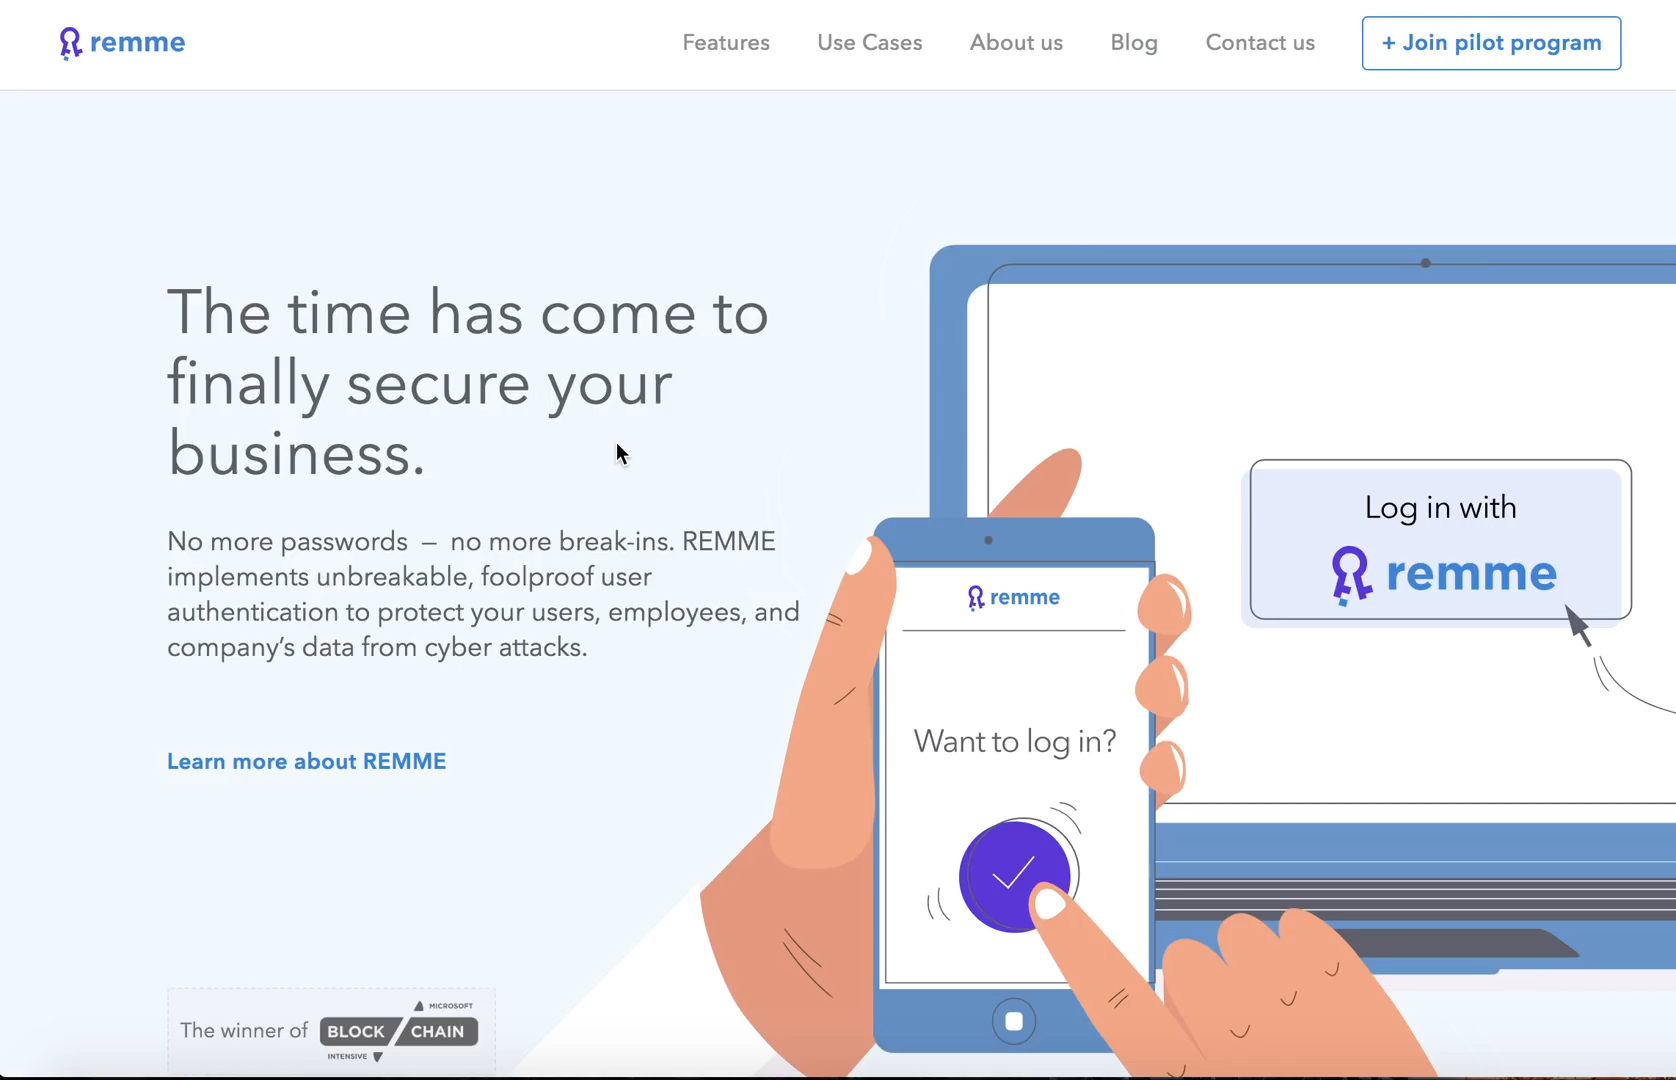 remme
Features
Use Cases
About us
Blog
Contact us
+ Join pilot program
The time has come to
finally secure your
business.
No more passwords – no more break-ins. REMME
implements unbreakable, foolproof user
authentication to protect your users, employees, and
company’s data from cyber attacks.
Learn more about REMME
The winner of
MICROSOFT
BLOCK CHAIN
INTENSIVE
Log in with
remme
remme
Want to log in?